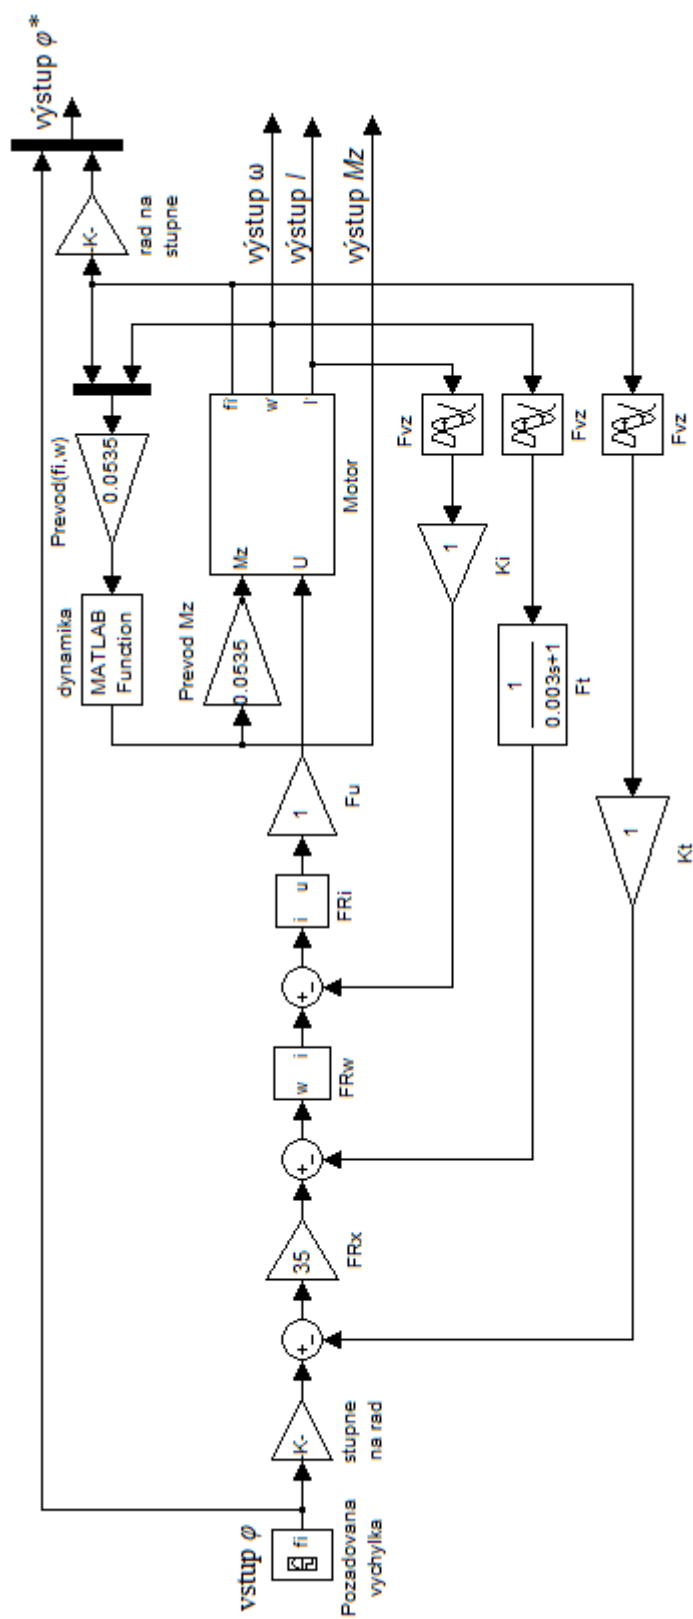 vstup φ
fi
Pozadovana
vychylka
-K-
stupne
na rad
+
−
35
FRx
+
−
w i
FRw
+
−
i u
FRi
1
Fu
dynamika
MATLAB
Function
Prevod(fi,w)
0.0535
Prevod Mz
0.0535
Mz
U
fi
w
I
Motor
-K-
rad na
stupne
výstup φ*
výstup ω
výstup I
výstup Mz
Fvz
Fvz
Fvz
1
Ki
1
0.003s+1
Ft
1
Kt